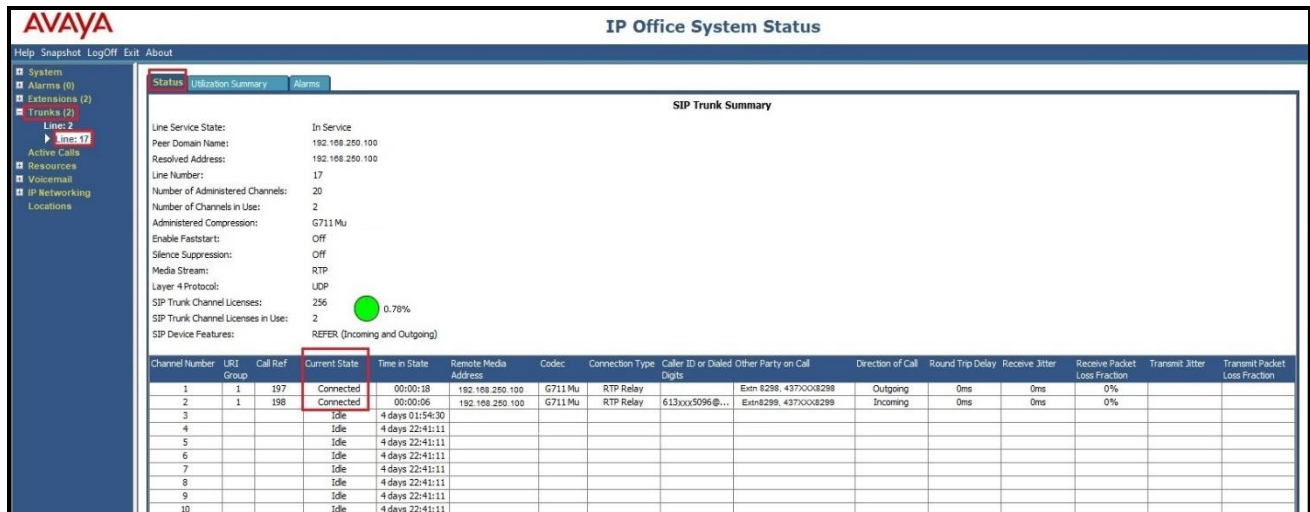 AVAYA
IP Office System Status
Help Snapshot LogOff Exit About
System
Alarms (0)
Extensions (2)
Trunks (2)
Line: 2
Line: 17
Active Calls
Resources
Voicemail
IP Networking
Locations
Status Utilization Summary Alarms
SIP Trunk Summary
Line Service State: In Service
Peer Domain Name: 192.168.250.100
Resolved Address: 192.168.250.100
Line Number: 17
Number of Administered Channels: 20
Number of Channels in Use: 2
Administered Compression: G711 Mu
Enable Faststart: Off
Silence Suppression: Off
Media Stream: RTP
Layer 4 Protocol: UDP
SIP Trunk Channel Licenses: 256
0.78%
SIP Trunk Channel Licenses in Use: 2
SIP Device Features: REFER (Incoming and Outgoing)
Channel Number URI Group Call Ref Current State Time in State Remote Media Address Codec Connection Type Caller ID or Dialed Digits Other Party on Call Direction of Call Round Trip Delay Receive Jitter Receive Packet Loss Fraction Transmit Jitter Transmit Packet Loss Fraction
1 1 197 Connected 00:00:18 192.168.250.100 G711 Mu RTP Relay Extn 8298, 437XXX8298 Outgoing 0ms 0ms 0%
2 1 198 Connected 00:00:06 192.168.250.100 G711 Mu RTP Relay 613xxx5096@... Extn8299, 437XXX8299 Incoming 0ms 0ms 0%
3 Idle 4 days 01:54:30
4 Idle 4 days 22:41:11
5 Idle 4 days 22:41:11
6 Idle 4 days 22:41:11
7 Idle 4 days 22:41:11
8 Idle 4 days 22:41:11
9 Idle 4 days 22:41:11
10 Idle 4 days 22:41:11